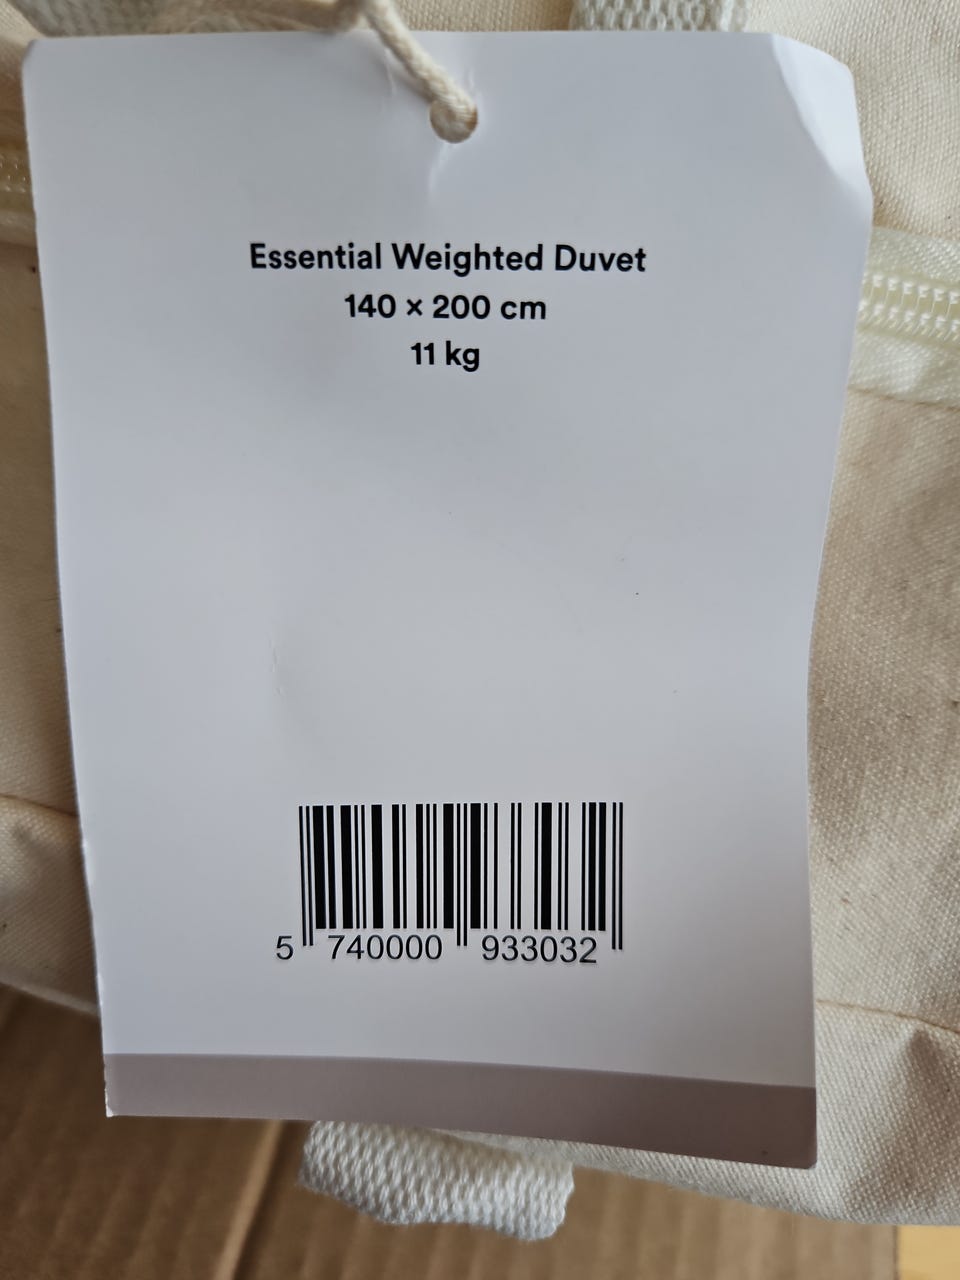 Essential Weighted Duvet
140 × 200 cm
11 kg
5 740000 933032